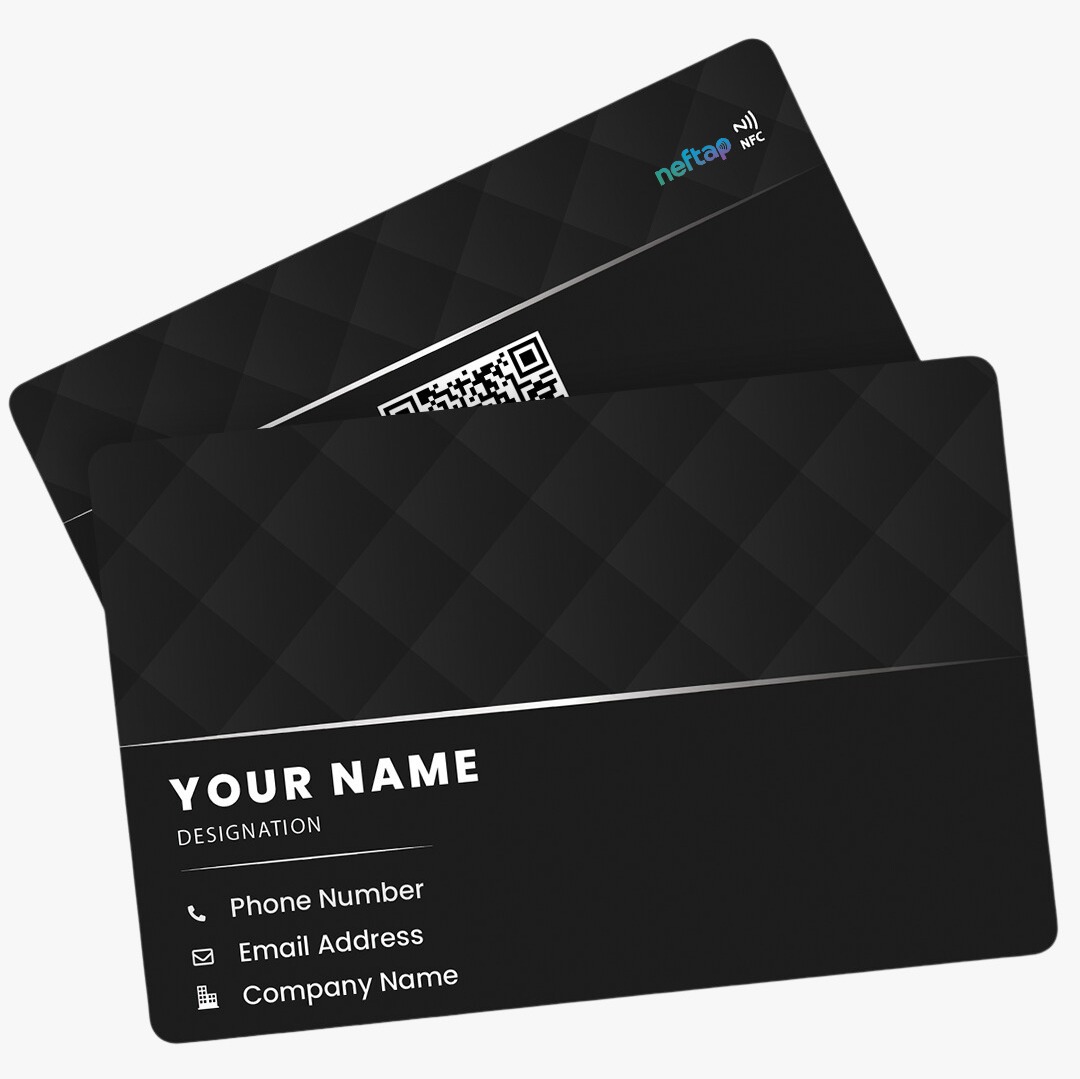 neftap
NFC
YOUR NAME
DESIGNATION
Phone Number
Email Address
Company Name